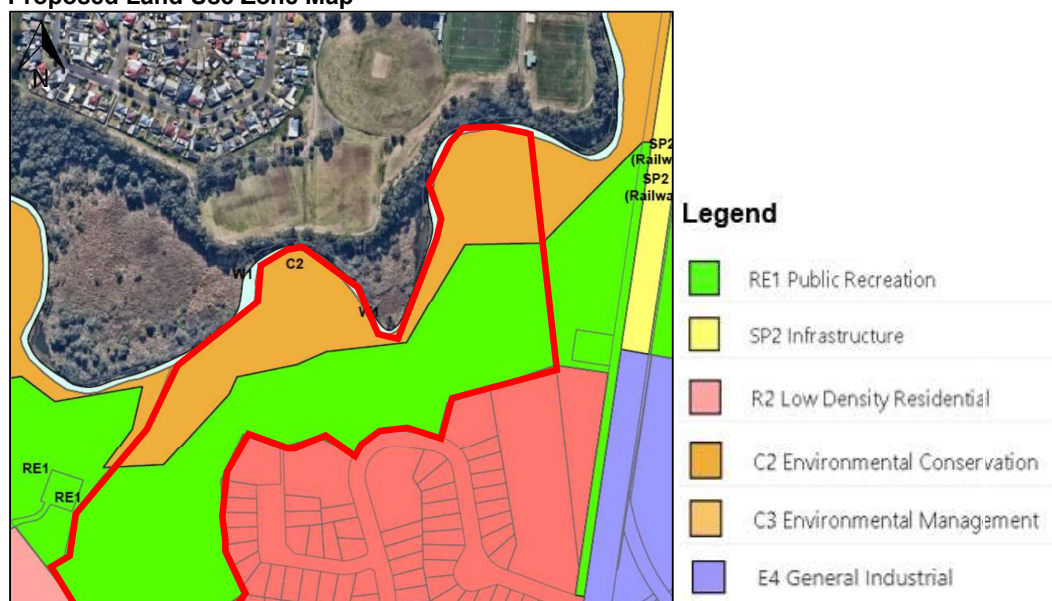 Proposed Land Use Zone Map
N
SP2
(Railw
SP2
(Railwa
W1
C2
W1
RE1
RE1
Legend
RE1 Public Recreation
SP2 Infrastructure
R2 Low Density Residential
C2 Environmental Conservation
C3 Environmental Management
E4 General Industrial